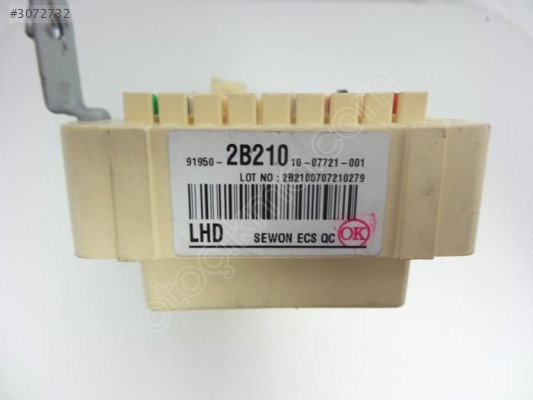 #3072732
91950-2B210 10-07721-001
LOT NO : 2B2100707210279
LHD SEWON ECS QC OK